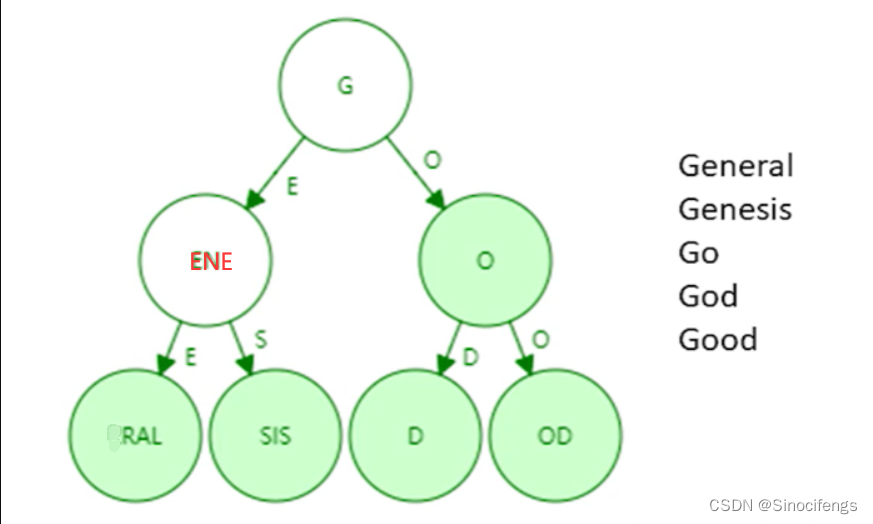 G
E
O
ENE
O
E
S
D
O
RAL
SIS
D
OD
General
Genesis
Go
God
Good
CSDN @Sinocifengs